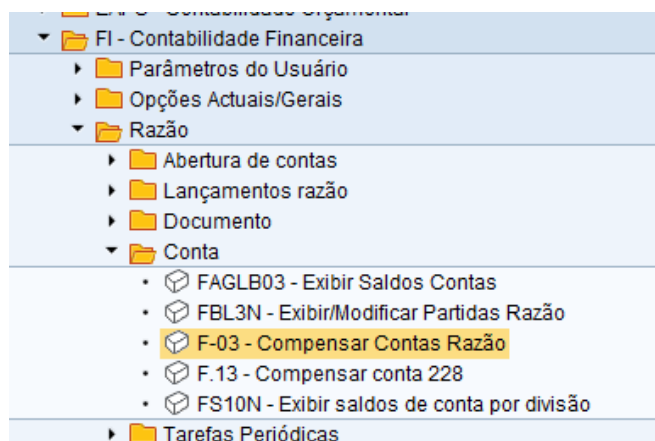 FI - Contabilidade Financeira
Parâmetros do Usuário
Opções Actuais/Gerais
Razão
Abertura de contas
Lançamentos razão
Documento
Conta
FAGLB03 - Exibir Saldos Contas
FBL3N - Exibir/Modificar Partidas Razão
F-03 - Compensar Contas Razão
F.13 - Compensar conta 228
FS10N - Exibir saldos de conta por divisão
Tarefas Periódicas